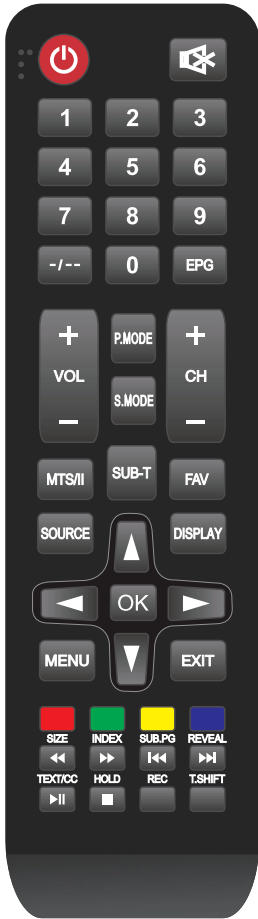 1 2 3
4 5 6
7 8 9
-/-- 0 EPG
+ P.MODE +
VOL CH
- S.MODE -
MTS/II SUB-T FAV
SOURCE DISPLAY
OK
MENU EXIT
SIZE INDEX SUB.PG REVEAL
TEXT/CC HOLD REC T.SHIFT